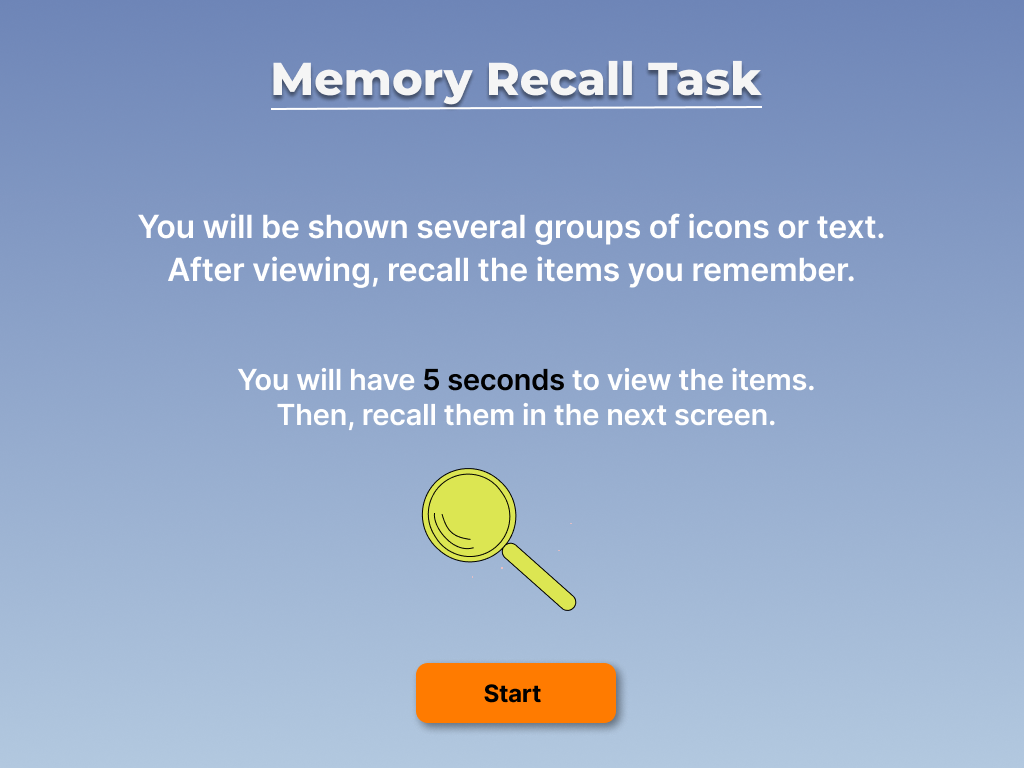 Memory Recall Task
You will be shown several groups of icons or text.
After viewing, recall the items you remember.
You will have 5 seconds to view the items.
Then, recall them in the next screen.
Start